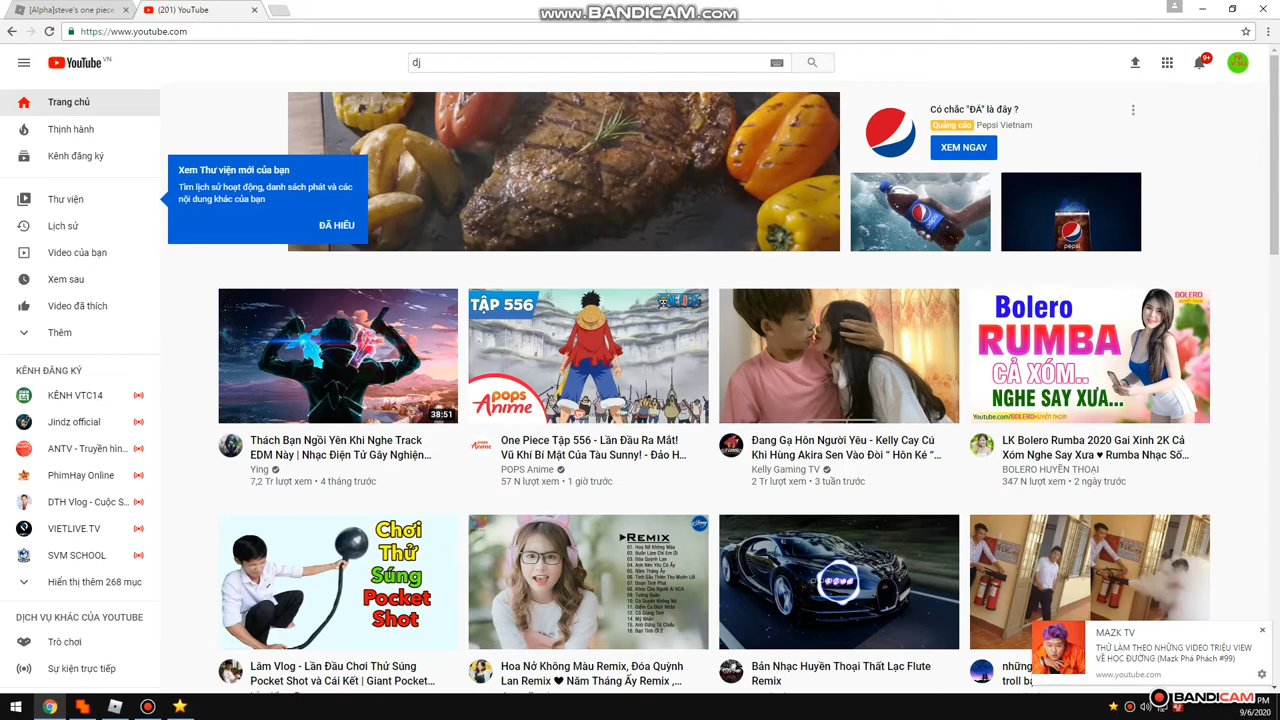 [Alpha]steve's one piece
(201) YouTube
WWW.BANDICAM.COM
https://www.youtube.com
YouTube VN
dj
9+
Trang chủ
Thịnh hành
Kênh đăng ký
Thư viện
Lịch sử
Video của bạn
Xem sau
Video đã thích
Thêm
KÊNH ĐĂNG KÝ
KÊNH VTC14
Jindz official
ANTV - Truyền hìn...
PhimHay Online
DTH Vlog - Cuộc S...
VIETLIVE.TV
SVM SCHOOL
Hiển thị thêm 268 mục
DỊCH VỤ KHÁC CỦA YOUTUBE
Trò chơi
Sự kiện trực tiếp
Xem Thư viện mới của bạn
Tìm lịch sử hoạt động, danh sách phát và các
nội dung khác của bạn
ĐÃ HIỂU
Có chắc "ĐÃ" là đây ?
Quảng cáo Pepsi Vietnam
XEM NGAY
pepsi
38:51
Thách Bạn Ngồi Yên Khi Nghe Track
EDM Này | Nhạc Điện Tử Gây Nghiện...
Ying
7,2 Tr lượt xem • 4 tháng trước
TẬP 556
POPS
Anime
One Piece Tập 556 - Lần Đầu Ra Mắt!
Vũ Khí Bí Mật Của Tàu Sunny! - Đảo H...
POPS Anime
57 N lượt xem • 1 giờ trước
Đang Gạ Hôn Người Yêu - Kelly Cay Cú
Khi Hùng Akira Sen Vào Đòi “ Hôn Ké “...
Kelly Gaming TV
2 Tr lượt xem • 3 tuần trước
Bolero
BOLERO
RUMBA
CẢ XÓM..
NGHE SAY XƯA...
Youtube.com/BOLEROHUYỀNTHOẠI
LK Bolero Rumba 2020 Gái Xinh 2K Cả
Xóm Nghe Say Xưa ♥ Rumba Nhạc Số...
BOLERO HUYỀN THOẠI
347 N lượt xem • 2 ngày trước
Chơi
Thử
Súng
Pocket
Shot
Lâm Vlog - Lần Đầu Chơi Thử Súng
Pocket Shot và Cái Kết | Giant Pocket...
►REMIX
Hoa Nở Không Màu Remix, Đóa Quỳnh
Lan Remix ♥ Năm Tháng Ấy Remix ,...
Bản Nhạc Huyền Thoại Thất Lạc Flute
Remix
những
troll b
MAZK TV
THỬ LÀM THEO NHỮNG VIDEO TRIỆU VIEW
VỀ HỌC ĐƯỜNG (Mazk Phá Phách #99)
www.youtube.com
BANDICAM
PM
9/6/2020